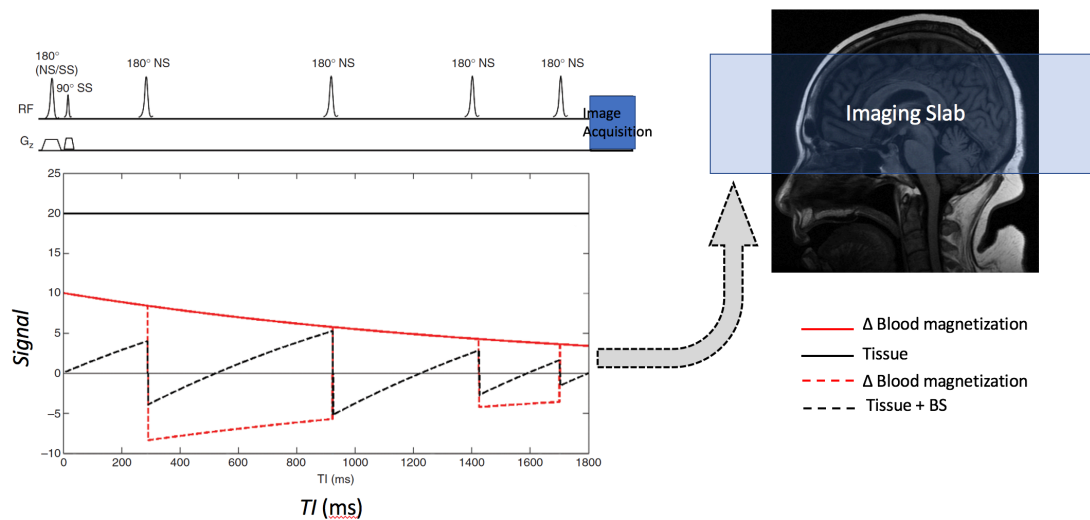 180°
(NS/SS)
90° SS
180° NS
180° NS
180° NS
180° NS
RF
Image
Acquisition
Gz
Imaging Slab
25
20
15
10
5
0
−5
−10
Signal
0
200
400
600
800
1000
1200
1400
1600
1800
TI (ms)
TI (ms)
Δ Blood magnetization
Tissue
Δ Blood magnetization
Tissue + BS